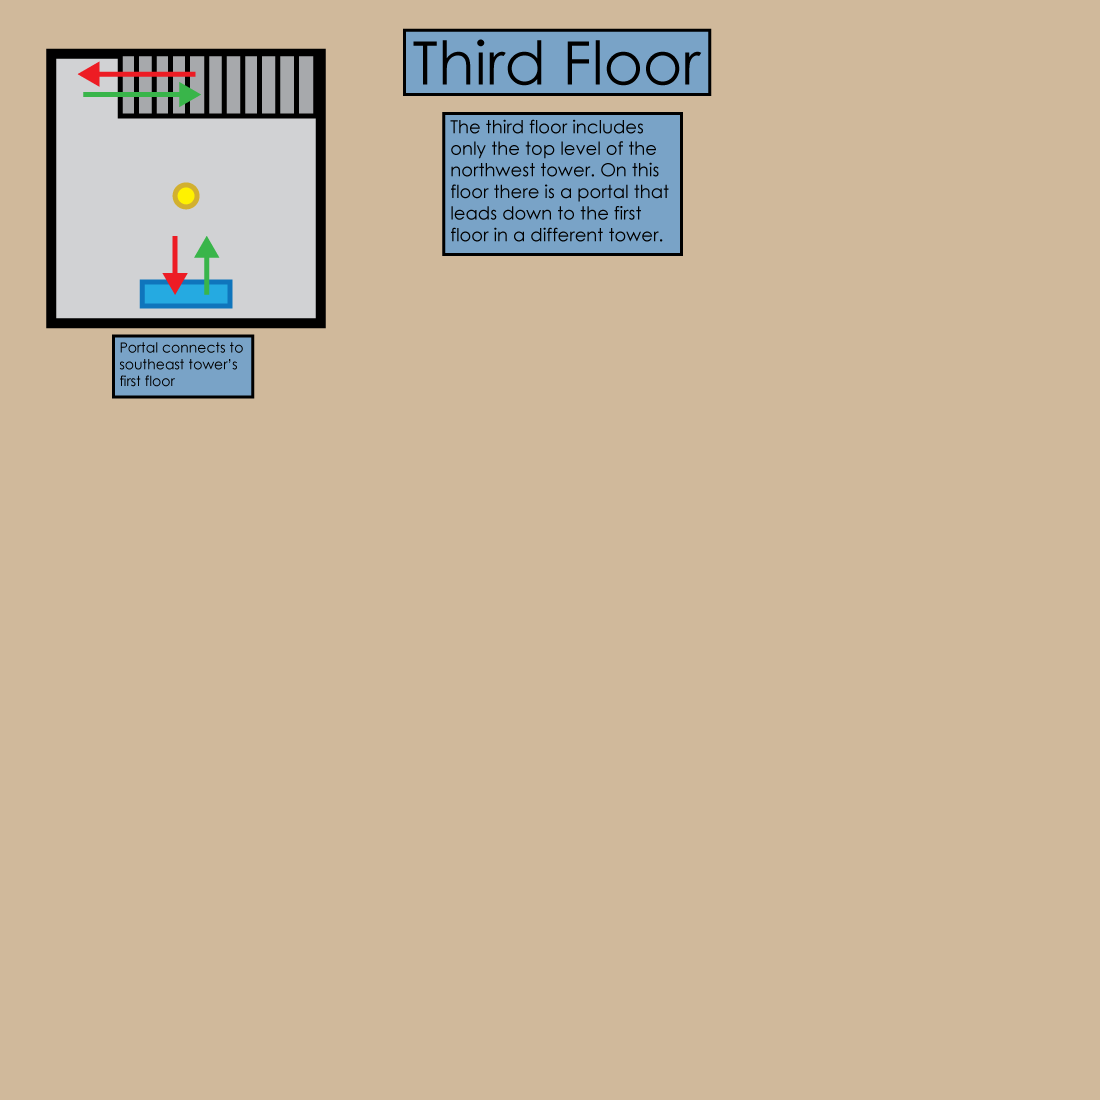 Third Floor
The third floor includes
only the top level of the
northwest tower. On this
floor there is a portal that
leads down to the first
floor in a different tower.
Portal connects to
southeast tower's
first floor